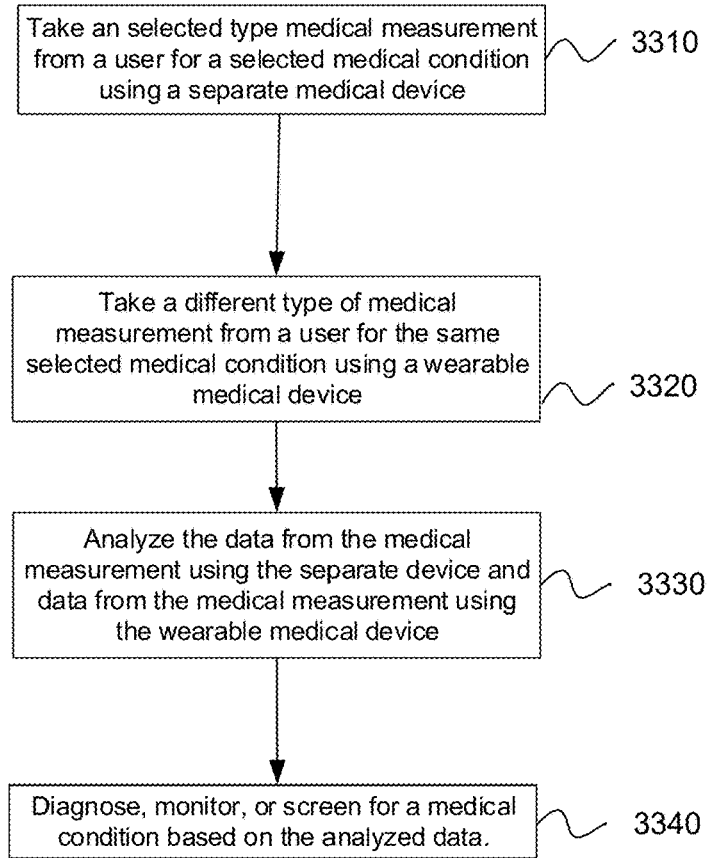 Take an selected type medical measurement
from a user for a selected medical condition
using a separate medical device
3310
Take a different type of medical
measurement from a user for the same
selected medical condition using a wearable
medical device
3320
Analyze the data from the medical
measurement using the separate device and
data from the medical measurement using
the wearable medical device
3330
Diagnose, monitor, or screen for a medical
condition based on the analyzed data.
3340